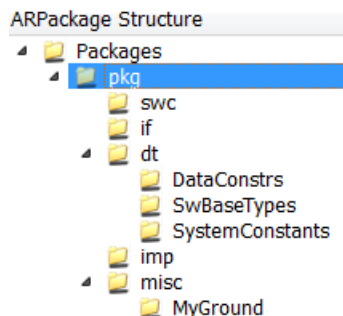 ARPackage Structure
Packages
pkg
swc
if
dt
DataConstrs
SwBaseTypes
SystemConstants
imp
misc
MyGround